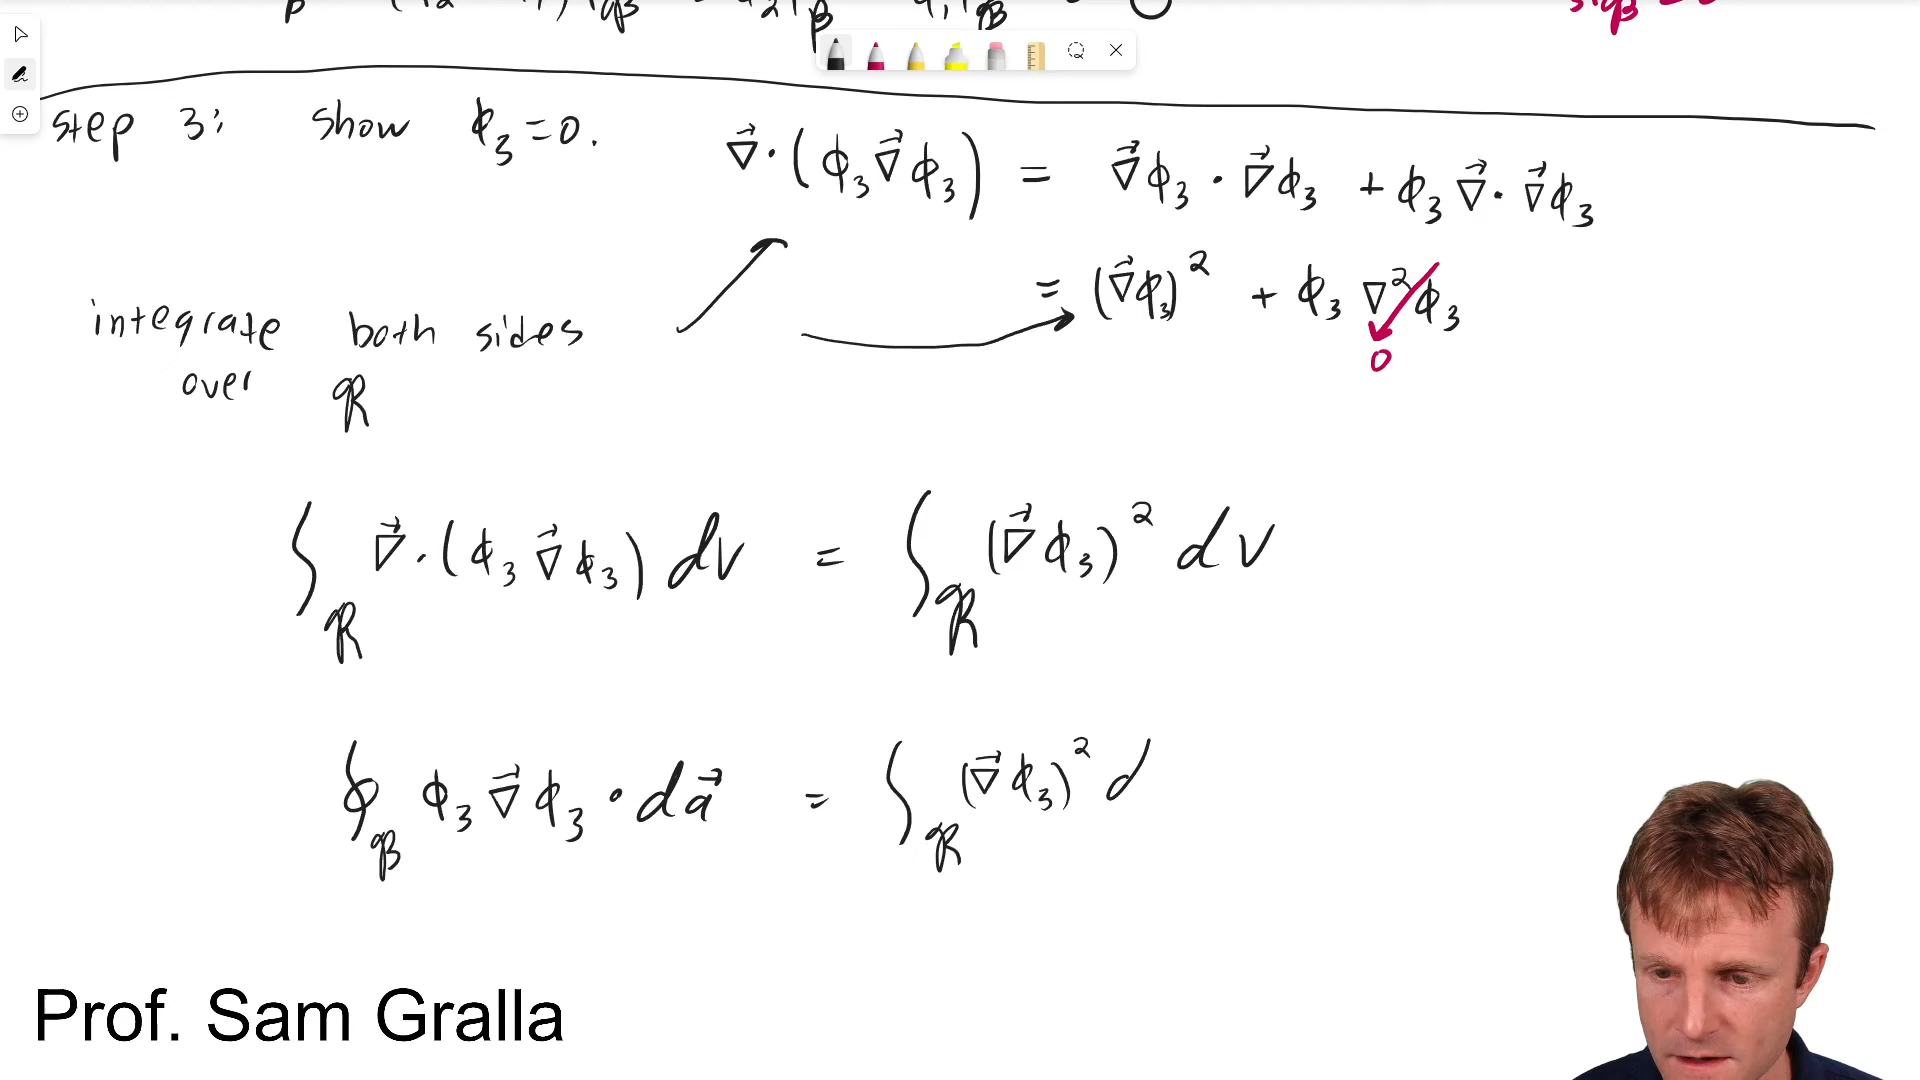 step 3: show ϕ₃ = 0.
∇⃗·(ϕ₃∇⃗ϕ₃) = ∇⃗ϕ₃·∇⃗ϕ₃ + ϕ₃∇⃗·∇⃗ϕ₃
= (∇⃗ϕ₃)² + ϕ₃∇²ϕ₃
0
integrate both sides
over R
∫_R ∇⃗·(ϕ₃∇⃗ϕ₃) dV = ∫_R (∇⃗ϕ₃)² dV
∮_B ϕ₃∇⃗ϕ₃·da⃗ = ∫_R (∇⃗ϕ₃)² d
Prof. Sam Gralla